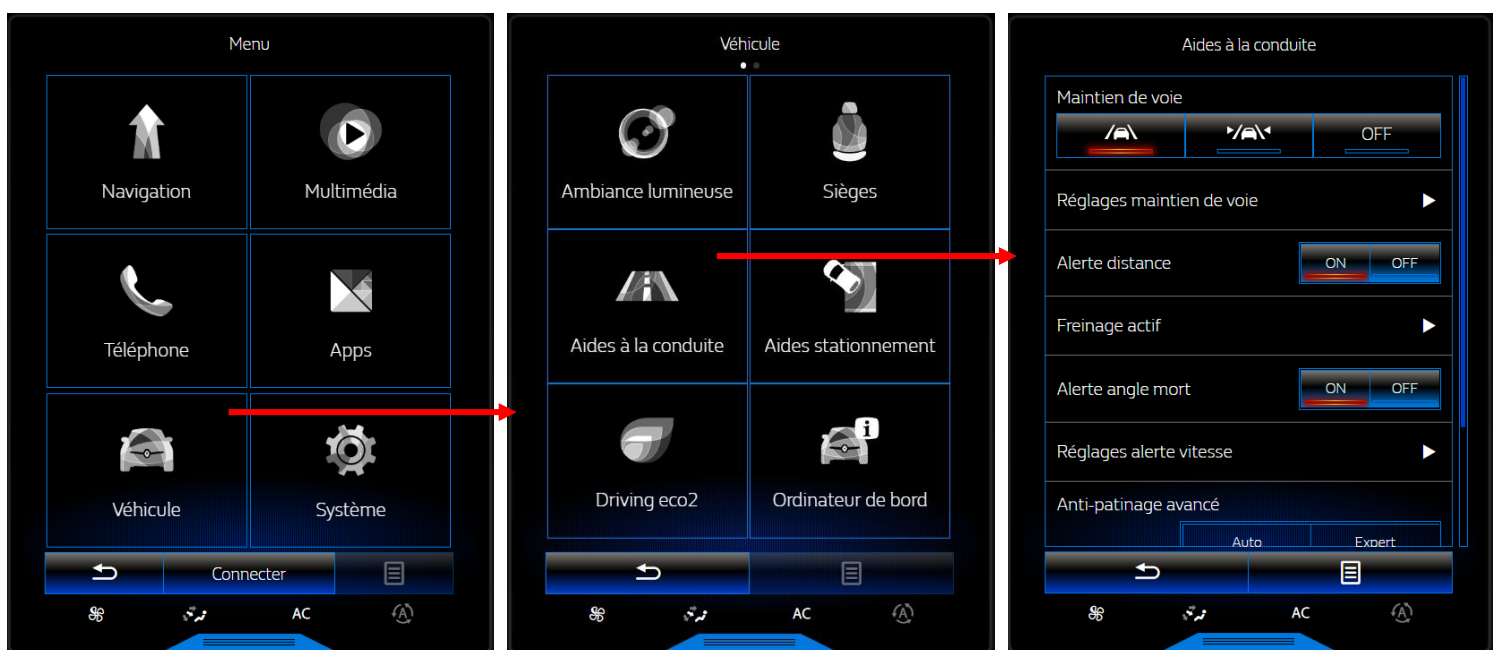 Menu
Navigation
Multimédia
Téléphone
Apps
Véhicule
Système
Connecter
AC
A
Véhicule
Ambiance lumineuse
Sièges
Aides à la conduite
Aides stationnement
Driving eco2
Ordinateur de bord
AC
A
Aides à la conduite
Maintien de voie
OFF
Réglages maintien de voie
Alerte distance
ON OFF
Freinage actif
Alerte angle mort
ON OFF
Réglages alerte vitesse
Anti-patinage avancé
Auto Expert
AC
A